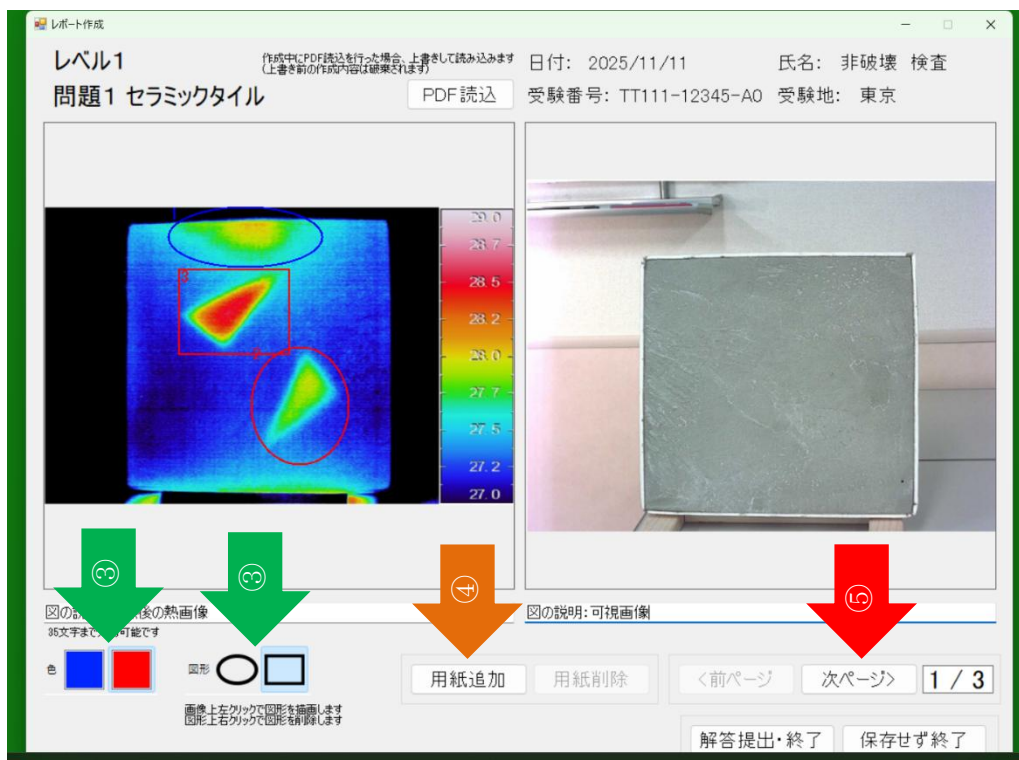 レポート作成
レベル1
作成中にPDF読込を行った場合、上書きして読み込みます
(上書き前の作成内容は破棄されます)
日付: 2025/11/11
氏名: 非破壊 検査
問題1 セラミックタイル
PDF読込
受験番号: TT111-12345-A0
受験地: 東京
1
3
2
29.0
28.7
28.5
28.2
28.0
27.7
27.5
27.2
27.0
③
③
④
⑤
図の説
後の熱画像
図の説明:可視画像
35文字まで
可能です
色
図形
画像上左クリックで図形を描画します
図形上右クリックで図形を削除します
用紙追加
用紙削除
<前ページ
次ページ>
1 / 3
解答提出・終了
保存せず終了